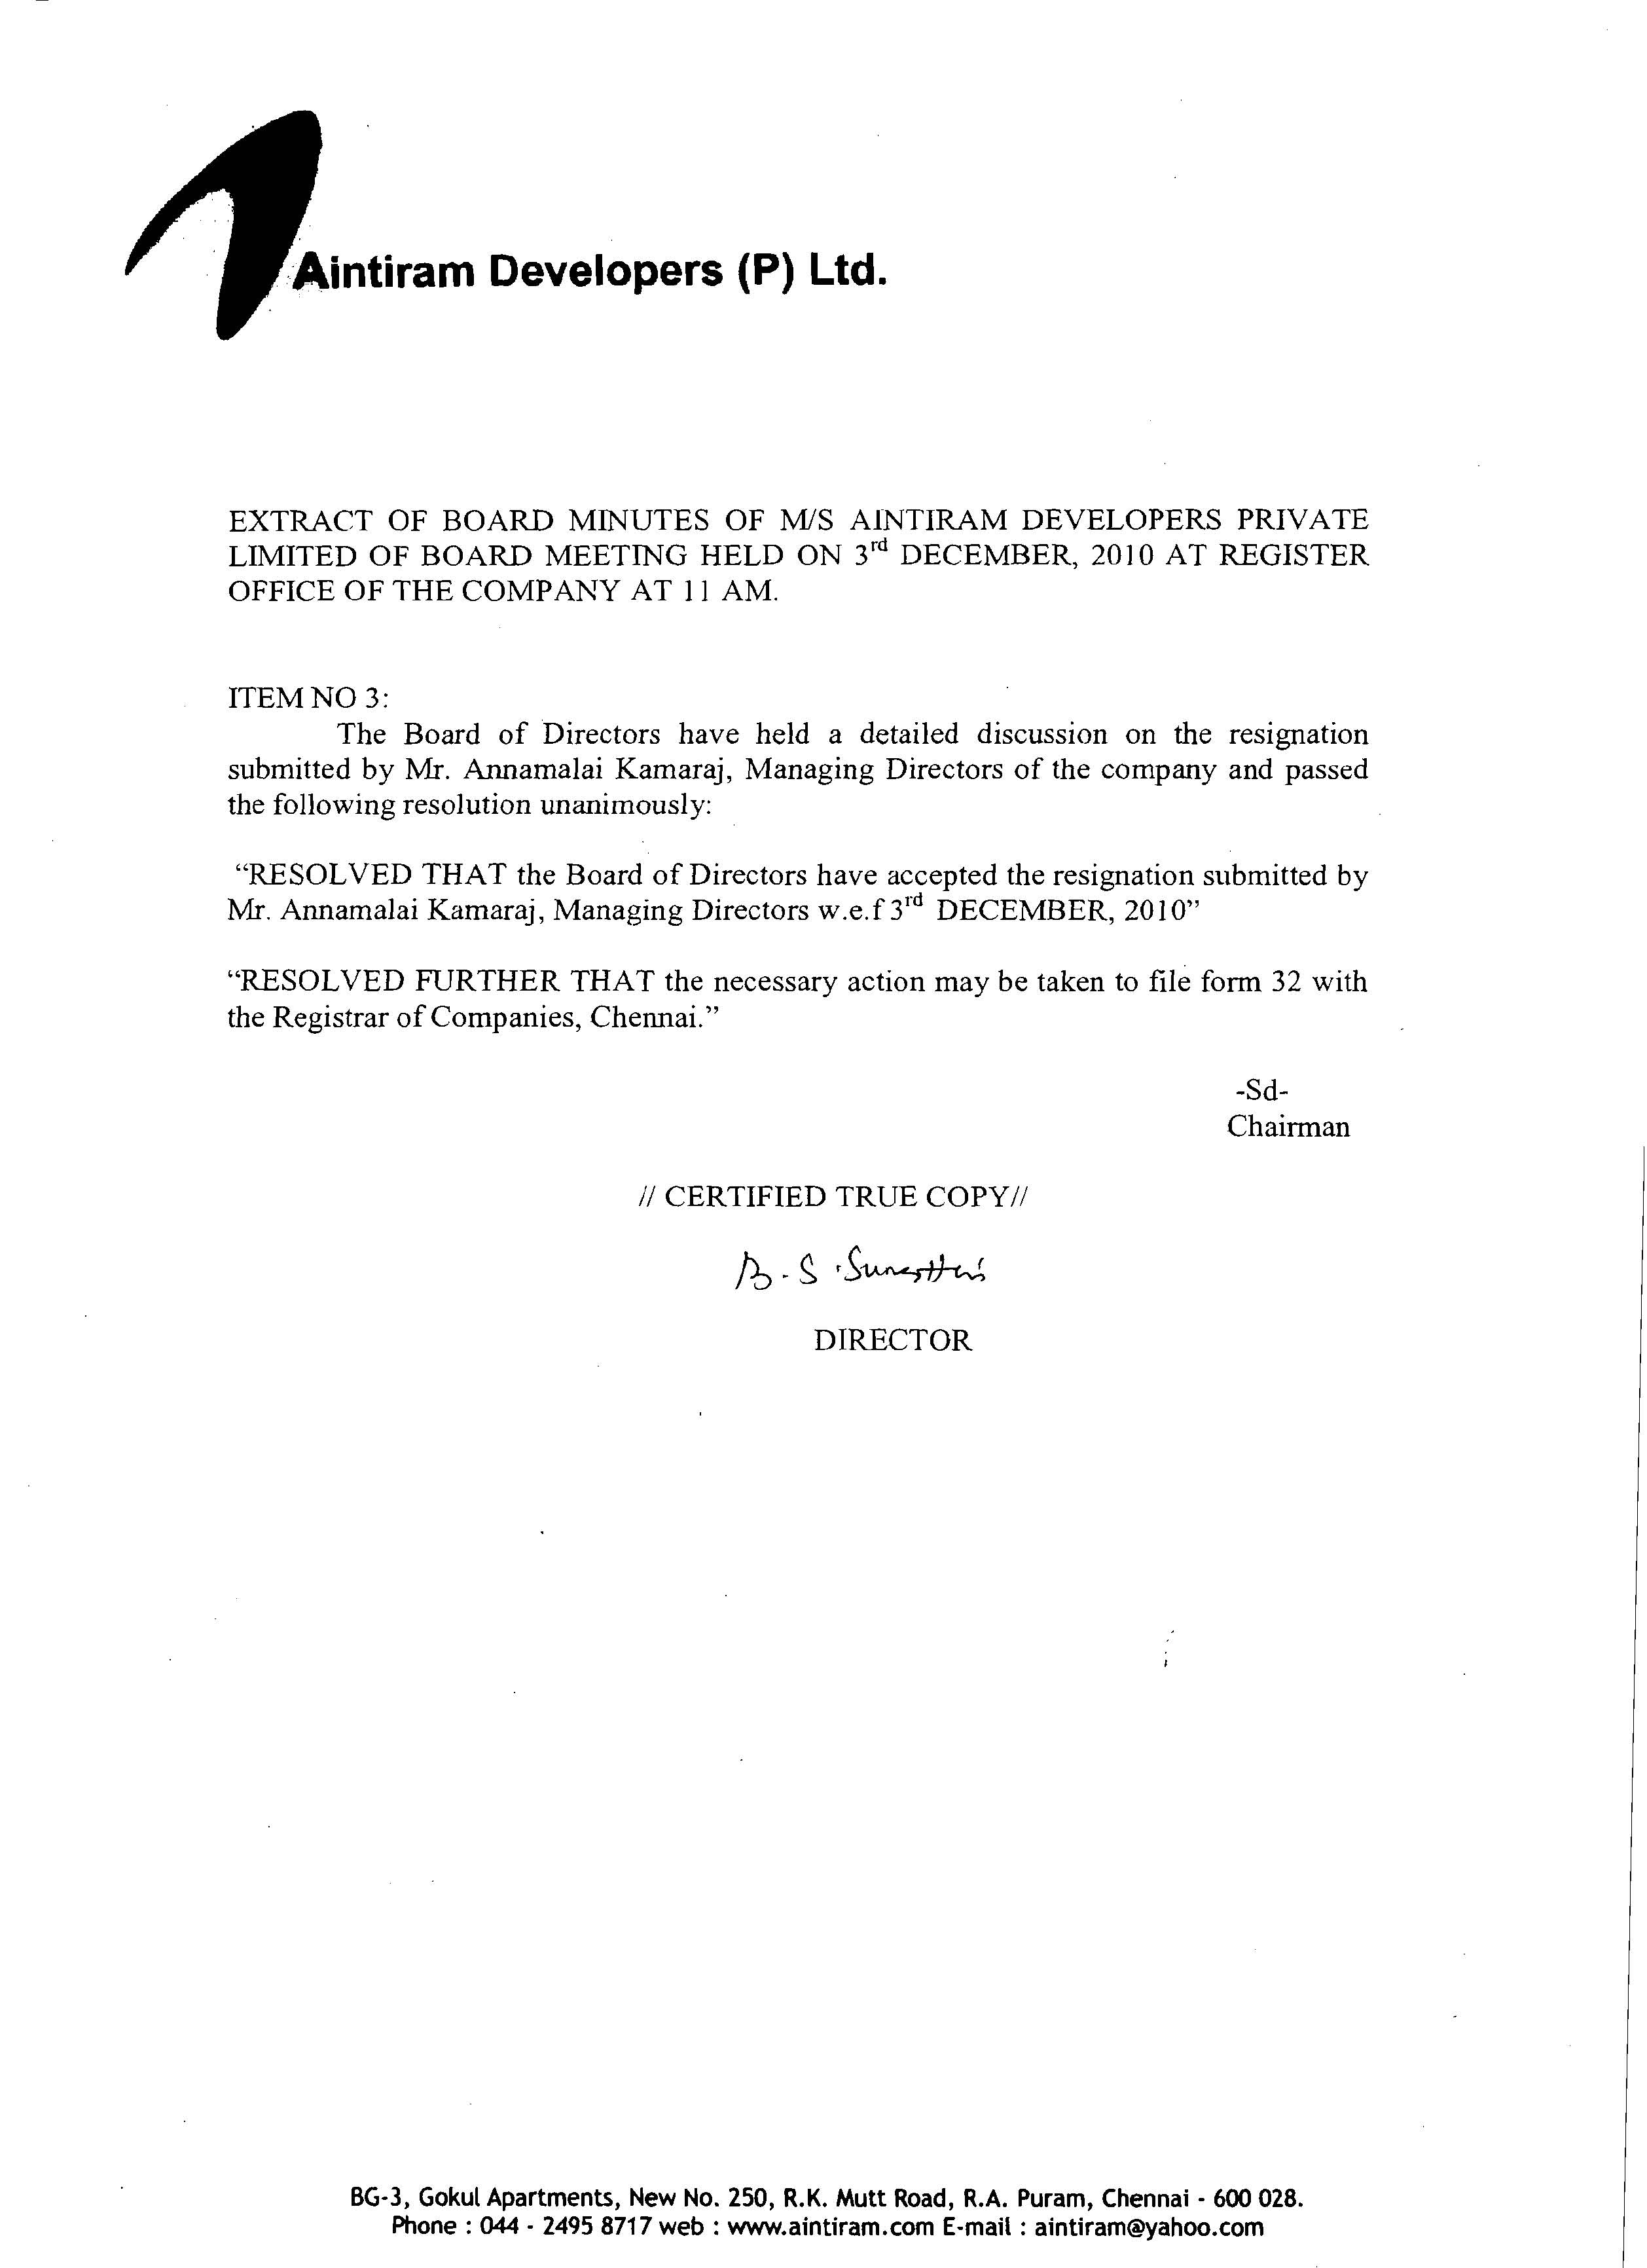 Aintiram Developers (P) Ltd.
EXTRACT OF BOARD MINUTES OF M/S AINTIRAM DEVELOPERS PRIVATE
LIMITED OF BOARD MEETING HELD ON 3rd DECEMBER, 2010 AT REGISTER
OFFICE OF THE COMPANY AT 11 AM.
ITEM NO 3:
The Board of Directors have held a detailed discussion on the resignation
submitted by Mr. Annamalai Kamaraj, Managing Directors of the company and passed
the following resolution unanimously:
“RESOLVED THAT the Board of Directors have accepted the resignation submitted by
Mr. Annamalai Kamaraj, Managing Directors w.e.f 3rd DECEMBER, 2010”
“RESOLVED FURTHER THAT the necessary action may be taken to file form 32 with
the Registrar of Companies, Chennai.”
-Sd-
Chairman
// CERTIFIED TRUE COPY//
B. S.
DIRECTOR
BG-3, Gokul Apartments, New No. 250, R.K. Mutt Road, R.A. Puram, Chennai - 600 028.
Phone : 044 - 2495 8717 web : www.aintiram.com E-mail : aintiram@yahoo.com